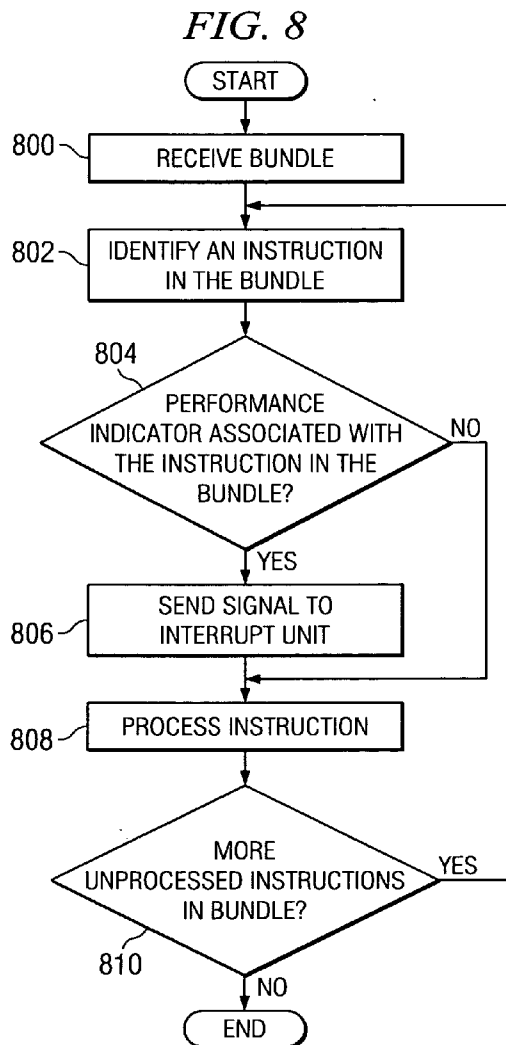 FIG. 8
START
800
RECEIVE BUNDLE
802
IDENTIFY AN INSTRUCTION
IN THE BUNDLE
804
PERFORMANCE
INDICATOR ASSOCIATED WITH
THE INSTRUCTION IN THE
BUNDLE?
NO
YES
806
SEND SIGNAL TO
INTERRUPT UNIT
808
PROCESS INSTRUCTION
MORE
UNPROCESSED INSTRUCTIONS
IN BUNDLE?
YES
810
NO
END